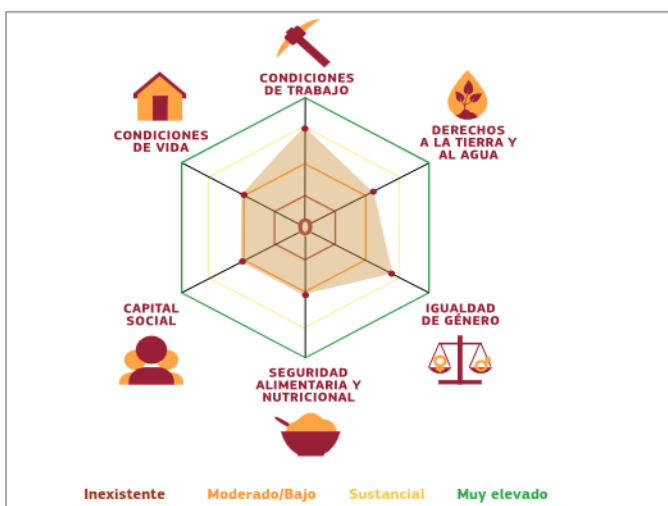 CONDICIONES
DE TRABAJO
DERECHOS
A LA TIERRA Y
AL AGUA
CONDICIONES
DE VIDA
0
CAPITAL
SOCIAL
IGUALDAD
DE GÉNERO
SEGURIDAD
ALIMENTARIA Y
NUTRICIONAL
Inexistente Moderado/Bajo Sustancial Muy elevado